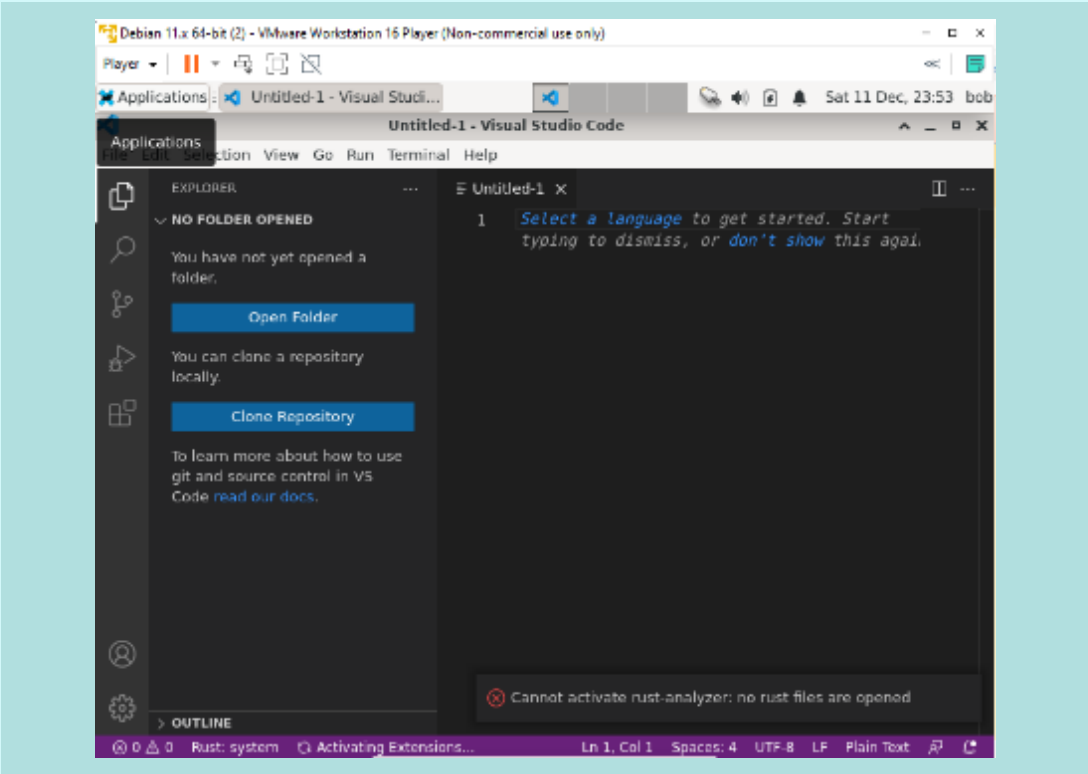 Debian 11.x 64-bit (2) - VMware Workstation 16 Player (Non-commercial use only)
Player
Applications Untitled-1 - Visual Studi... Sat 11 Dec, 23:53 bob
Untitled-1 - Visual Studio Code
Applications
File Edit Selection View Go Run Terminal Help
EXPLORER ...
Untitled-1
NO FOLDER OPENED
1 Select a language to get started. Start
typing to dismiss, or don't show this agai
You have not yet opened a
folder.
Open Folder
You can clone a repository
locally.
Clone Repository
To learn more about how to use
git and source control in VS
Code read our docs.
Cannot activate rust-analyzer: no rust files are opened
OUTLINE
0 0 Rust: system Activating Extensions... Ln 1, Col 1 Spaces: 4 UTF-8 LF Plain Text